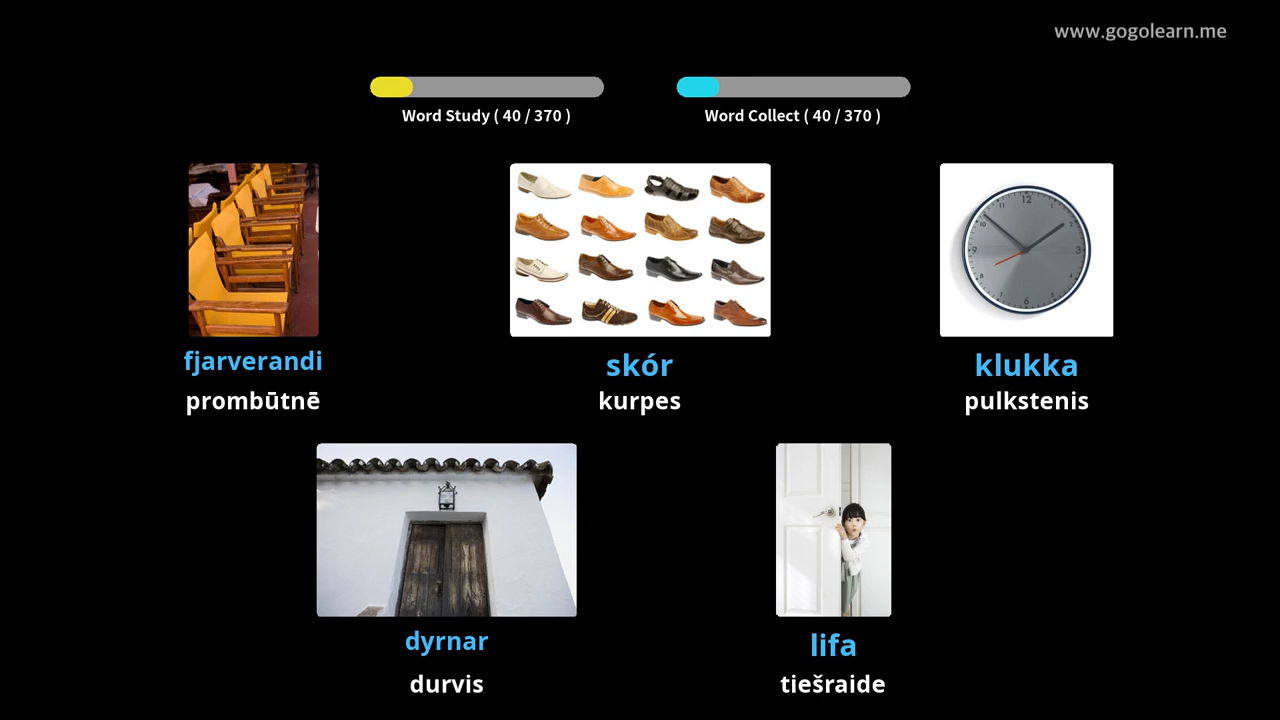 www.gogolearn.me
Word Study ( 40 / 370 )
Word Collect ( 40 / 370 )
fjarverandi
prombūtnē
skór
kurpes
klukka
pulkstenis
dyrnar
durvis
lifa
tiešraide